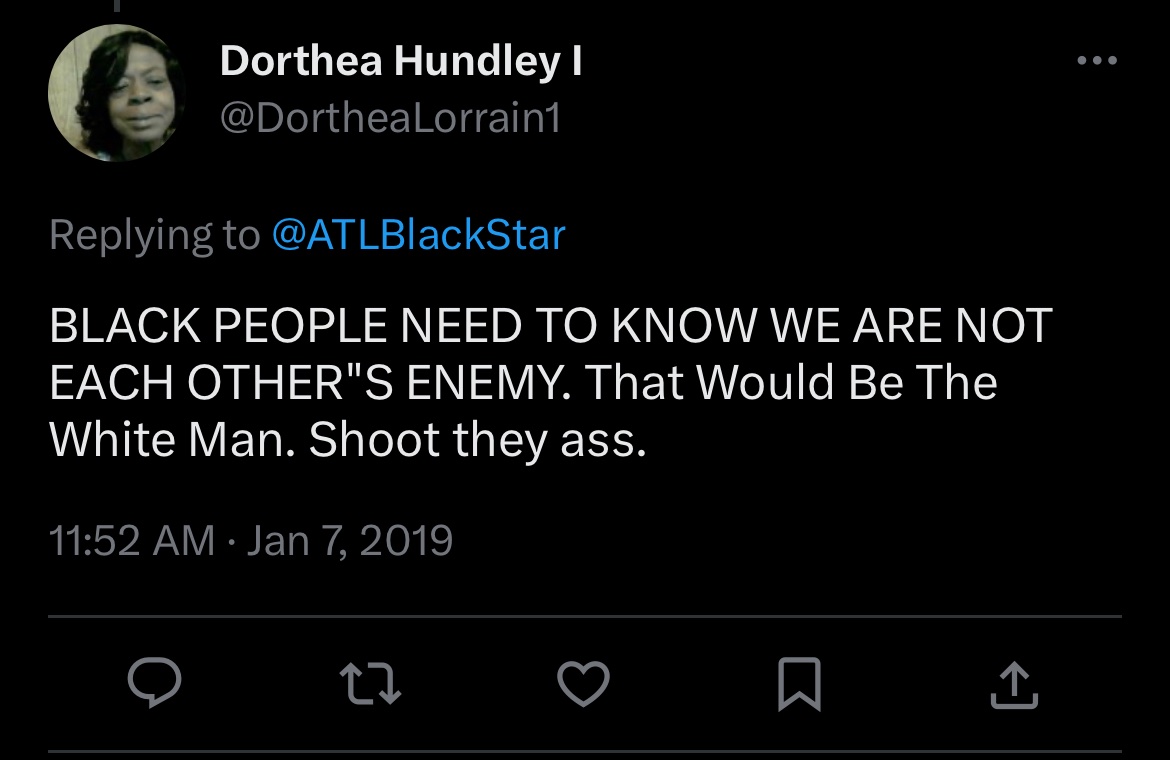 Dorthea Hundley I
@DortheaLorrain1
Replying to @ATLBlackStar
BLACK PEOPLE NEED TO KNOW WE ARE NOT
EACH OTHER"S ENEMY. That Would Be The
White Man. Shoot they ass.
11:52 AM · Jan 7, 2019